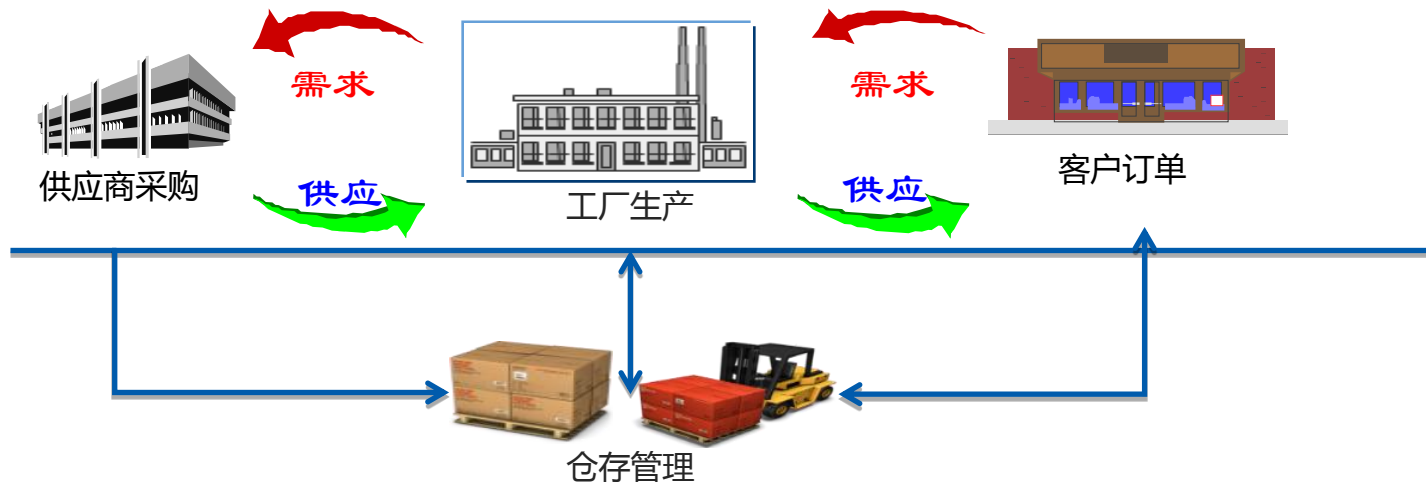 需求
需求
供应商采购
供应
工厂生产
供应
客户订单
仓存管理